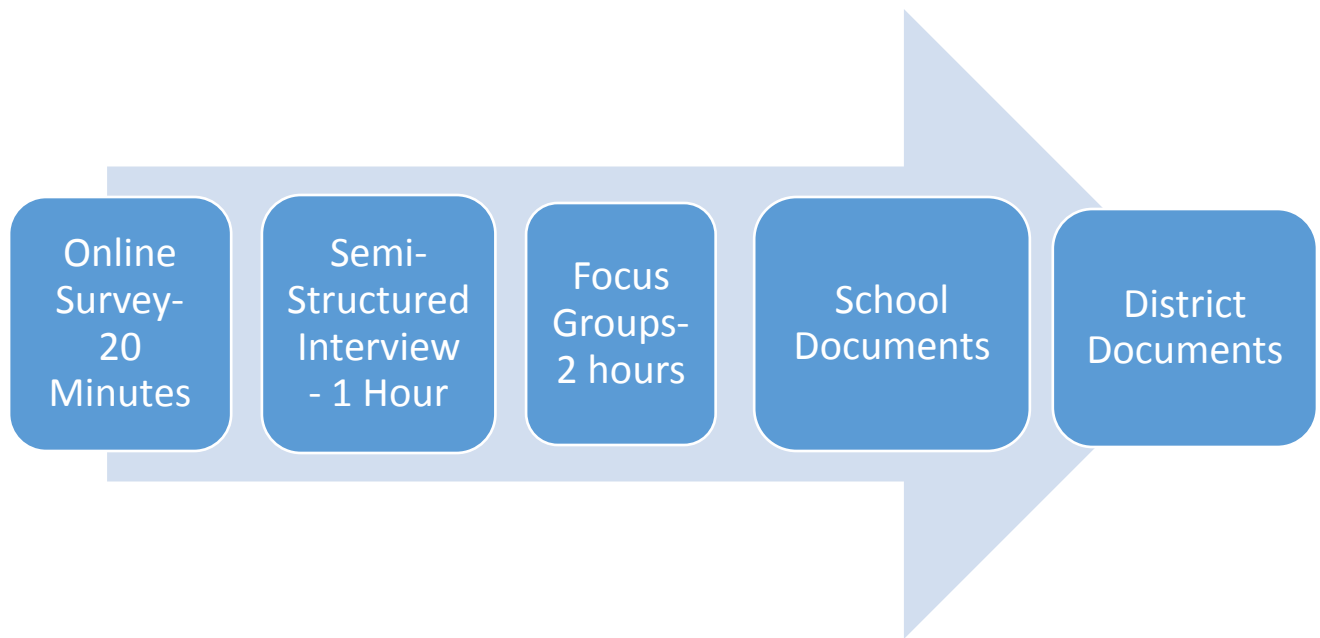 Online
Survey-
20
Minutes
Semi-
Structured
Interview
- 1 Hour
Focus
Groups-
2 hours
School
Documents
District
Documents